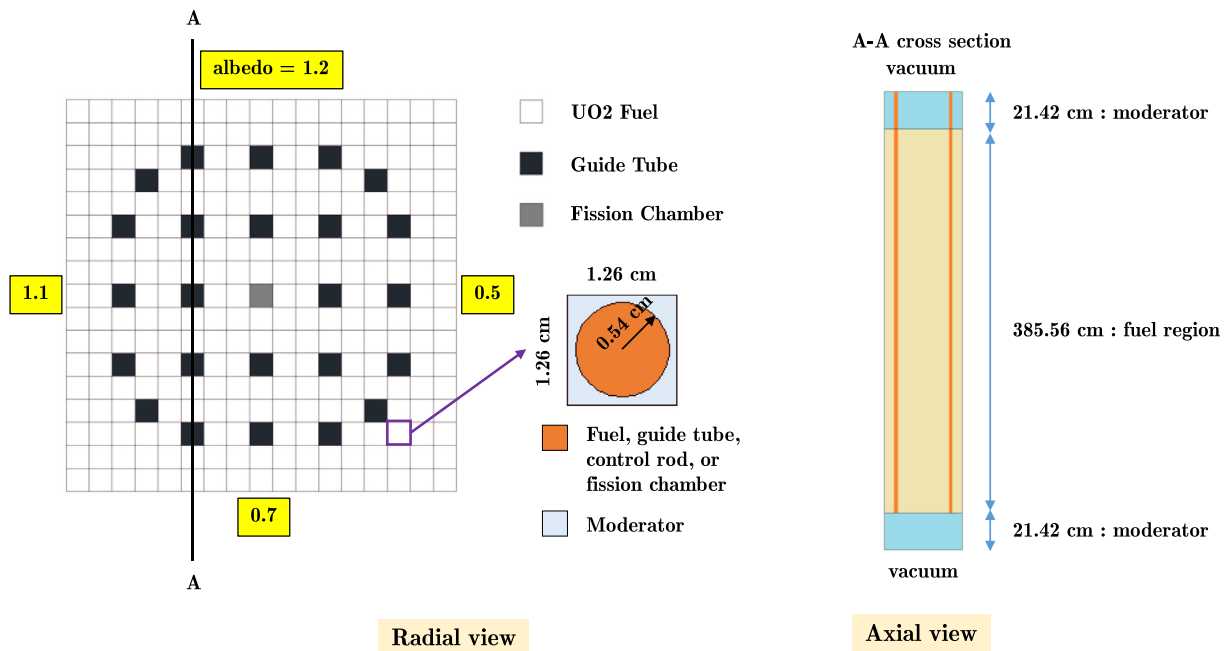 A
albedo = 1.2
1.1
0.5
0.7
A
UO2 Fuel
Guide Tube
Fission Chamber
1.26 cm
1.26 cm
0.54 cm
Fuel, guide tube,
control rod, or
fission chamber
Moderator
Radial view
A-A cross section
vacuum
21.42 cm : moderator
385.56 cm : fuel region
21.42 cm : moderator
vacuum
Axial view